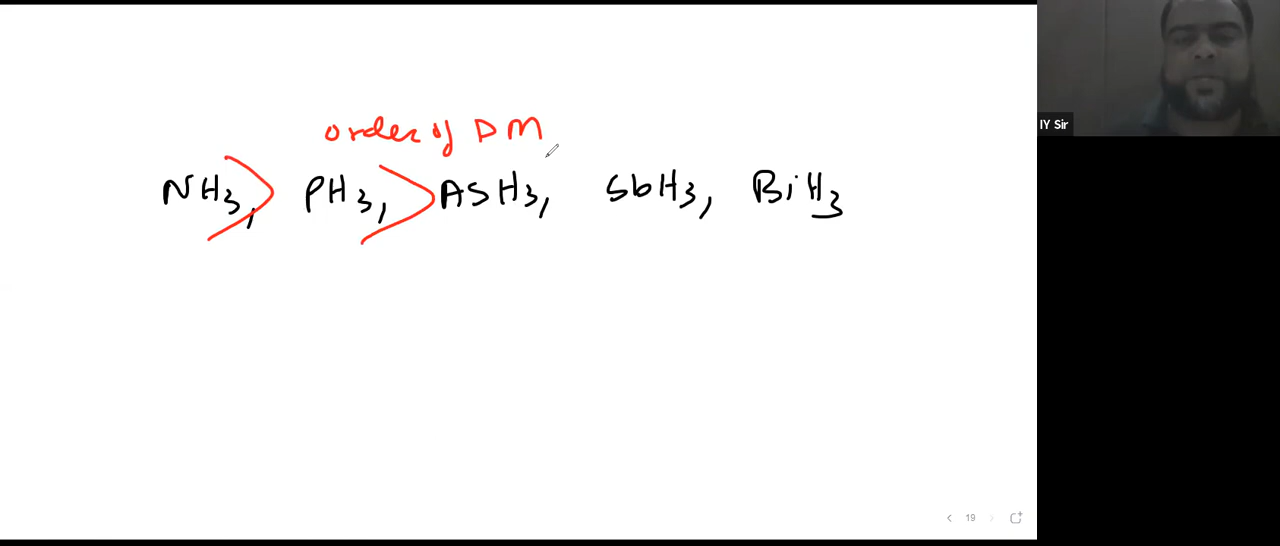 order of DM
NH3, > PH3, > ASH3, SbH3, BiH3
IY Sir
19